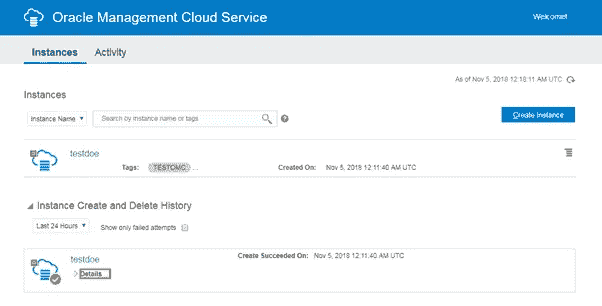 Oracle Management Cloud Service
Welcome!
Instances Activity
As of Nov 5, 2018 12:18:11 AM UTC
Instances
Instance Name Search by instance name or tags ? Create Instance
testdoe
Tags: TESTOMC ... Created On: Nov 5, 2018 12:11:40 AM UTC
Instance Create and Delete History
Last 24 Hours Show only failed attempts
testdoe Create Succeeded On: Nov 5, 2018 12:11:40 AM UTC
Details...